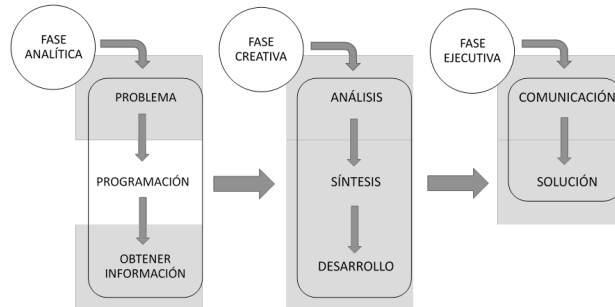 FASE
ANALÍTICA
PROBLEMA
PROGRAMACIÓN
OBTENER
INFORMACIÓN
FASE
CREATIVA
ANÁLISIS
SÍNTESIS
DESARROLLO
FASE
EJECUTIVA
COMUNICACIÓN
SOLUCIÓN